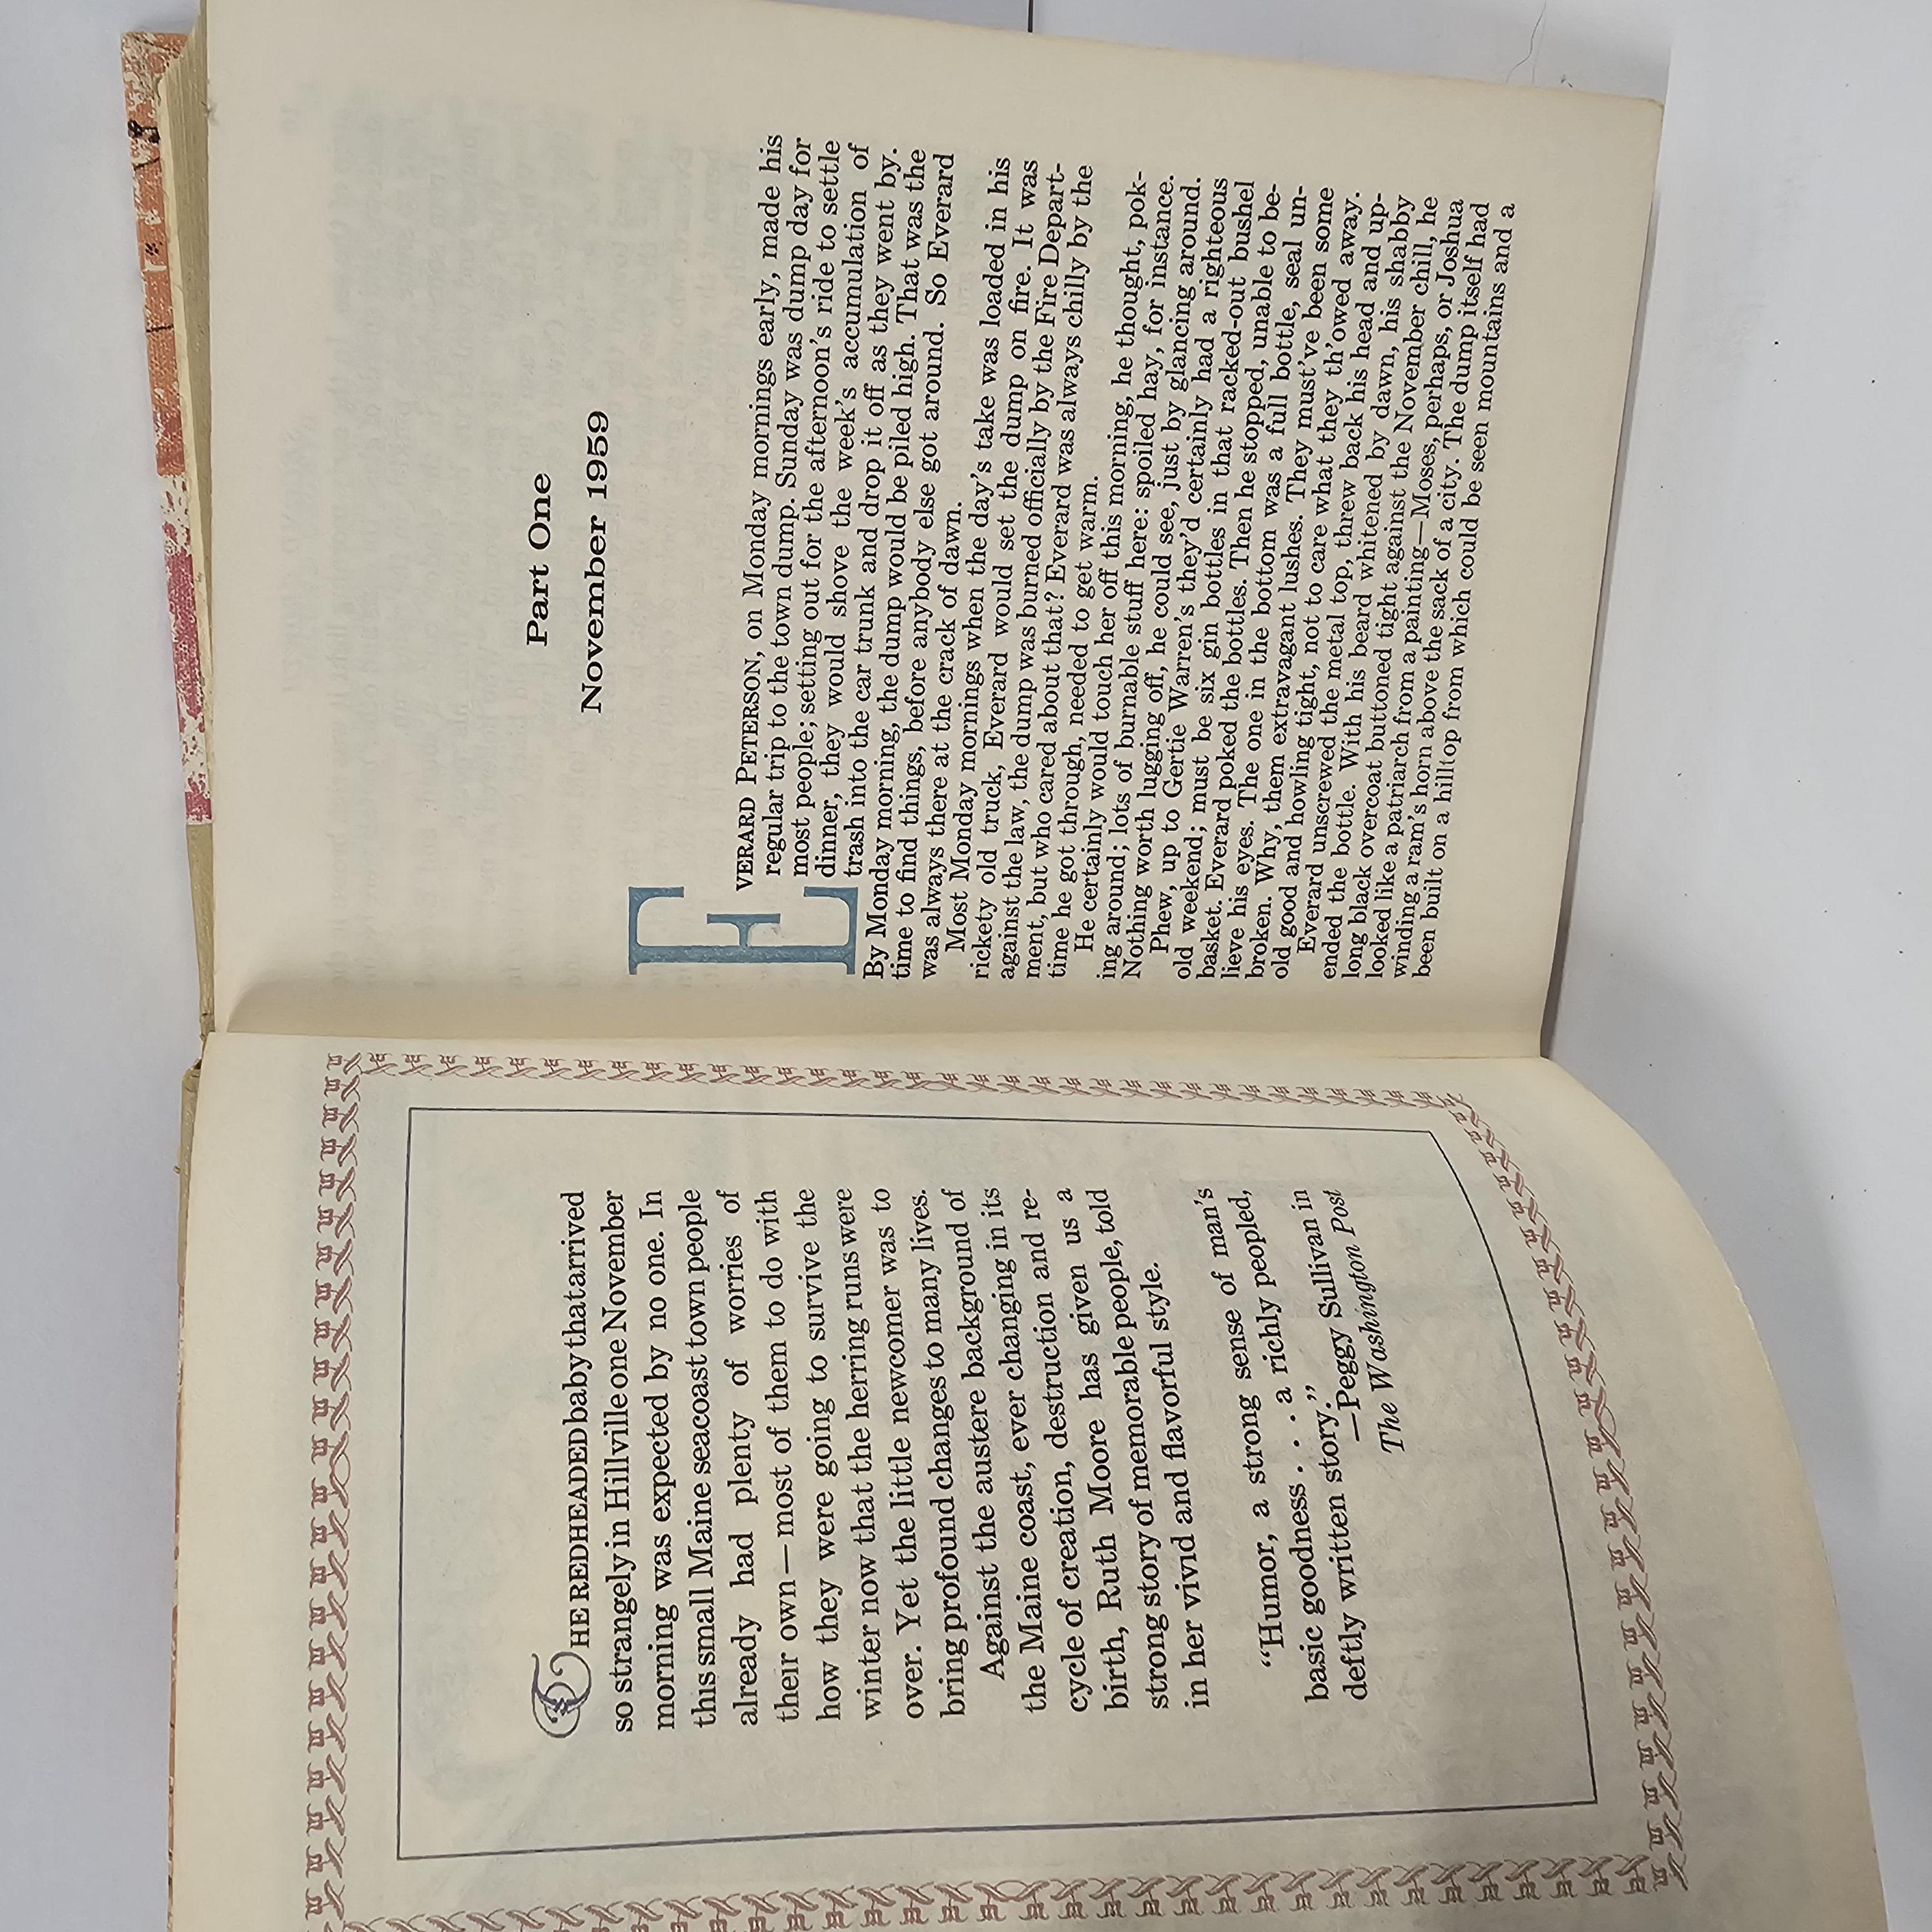 THE REDHEADED baby that arrived
so strangely in Hillville one November
morning was expected by no one. In
this small Maine seacoast town people
already had plenty of worries of
their own—most of them to do with
how they were going to survive the
winter now that the herring runs were
over. Yet the little newcomer was to
bring profound changes to many lives.
Against the austere background of
the Maine coast, ever changing in its
cycle of creation, destruction and re-
birth, Ruth Moore has given us a
strong story of memorable people, told
in her vivid and flavorful style.
“Humor, a strong sense of man’s
basic goodness . . . a richly peopled,
deftly written story.”
—Peggy Sullivan in
The Washington Post
Part One
November 1959
EVERARD PETERSON, on Monday mornings early, made his
regular trip to the town dump. Sunday was dump day for
most people; setting out for the afternoon’s ride to settle
dinner, they would shove the week’s accumulation of
trash into the car trunk and drop it off as they went by.
By Monday morning, the dump would be piled high. That was the
time to find things, before anybody else got around. So Everard
was always there at the crack of dawn.
Most Monday mornings when the day’s take was loaded in his
rickety old truck, Everard would set the dump on fire. It was
against the law, the dump was burned officially by the Fire Depart-
ment, but who cared about that? Everard was always chilly by the
time he got through, needed to get warm.
He certainly would touch her off this morning, he thought, pok-
ing around; lots of burnable stuff here: spoiled hay, for instance.
Nothing worth lugging off, he could see, just by glancing around.
Phew, up to Gertie Warren’s they’d certainly had a righteous
old weekend; must be six gin bottles in that racked-out bushel
basket. Everard poked the bottles. Then he stopped, unable to be-
lieve his eyes. The one in the bottom was a full bottle, seal un-
broken. Why, them extravagant lushes. They must’ve been some
old good and howling tight, not to care what they th’owed away.
Everard unscrewed the metal top, threw back his head and up-
ended the bottle. With his beard whitened by dawn, his shabby
long black overcoat buttoned tight against the November chill, he
looked like a patriarch from a painting—Moses, perhaps, or Joshua
winding a ram’s horn above the sack of a city. The dump itself had
been built on a hilltop from which could be seen mountains and a